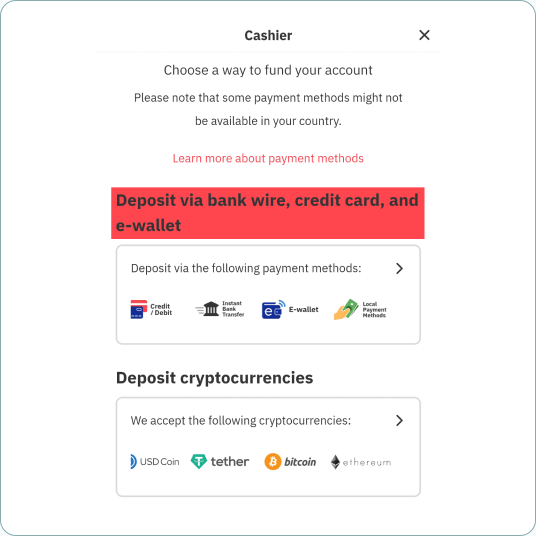 Cashier
Choose a way to fund your account
Please note that some payment methods might not
be available in your country.
Learn more about payment methods
Deposit via bank wire, credit card, and
e-wallet
Deposit via the following payment methods:
Credit
/ Debit
Instant
Bank
Transfer
E-wallet
Local
Payment
Methods
Deposit cryptocurrencies
We accept the following cryptocurrencies:
USD Coin
tether
bitcoin
ethereum